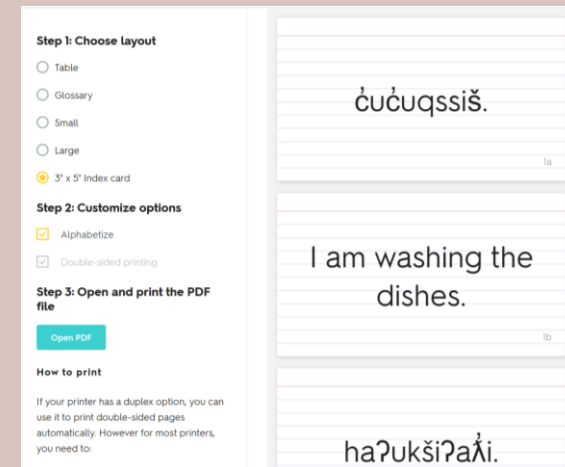 Step 1: Choose layout
Table
Glossary
Small
Large
3" x 5" Index card
Step 2: Customize options
Alphabetize
Double-sided printing
Step 3: Open and print the PDF
file
Open PDF
How to print
If your printer has a duplex option, you can
use it to print double-sided pages
automatically. However for most printers,
you need to:
c̓uc̓uqssiš.
1a
I am washing the
dishes.
1b
haʔukšiʔaƛ̓i.